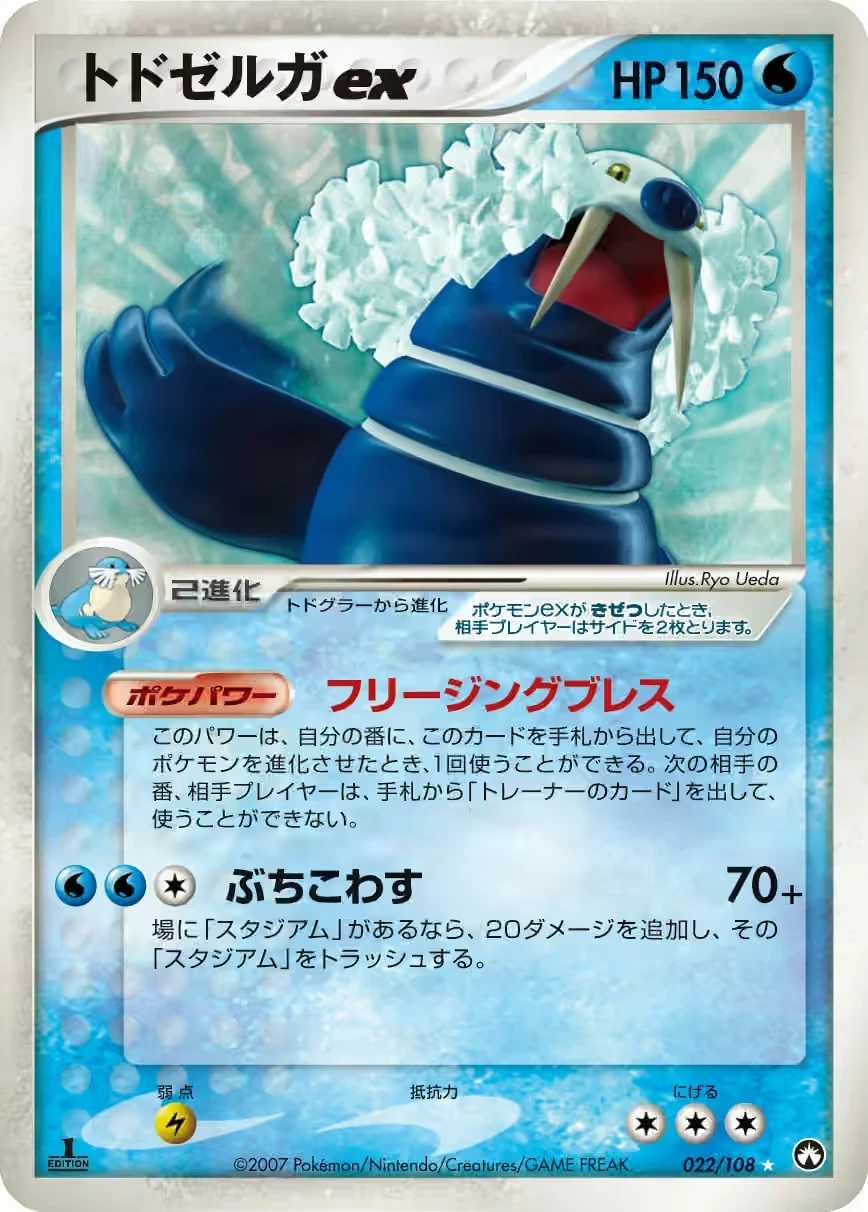 トドゼルガex HP150
Illus.Ryo Ueda
己進化 トドグラーから進化
ポケモンexが きぜつしたとき、
相手プレイヤーはサイドを2枚とります。
ポケパワー フリージングブレス
このパワーは、自分の番に、このカードを手札から出して、自分の
ポケモンを進化させたとき、1回使うことができる。次の相手の
番、相手プレイヤーは、手札から「トレーナーのカード」を出して、
使うことができない。
ぶちこわす 70+
場に「スタジアム」があるなら、20ダメージを追加し、その
「スタジアム」をトラッシュする。
弱点 抵抗力 にげる
1
EDITION
©2007 Pokémon/Nintendo/Creatures/GAME FREAK. 022/108 ★